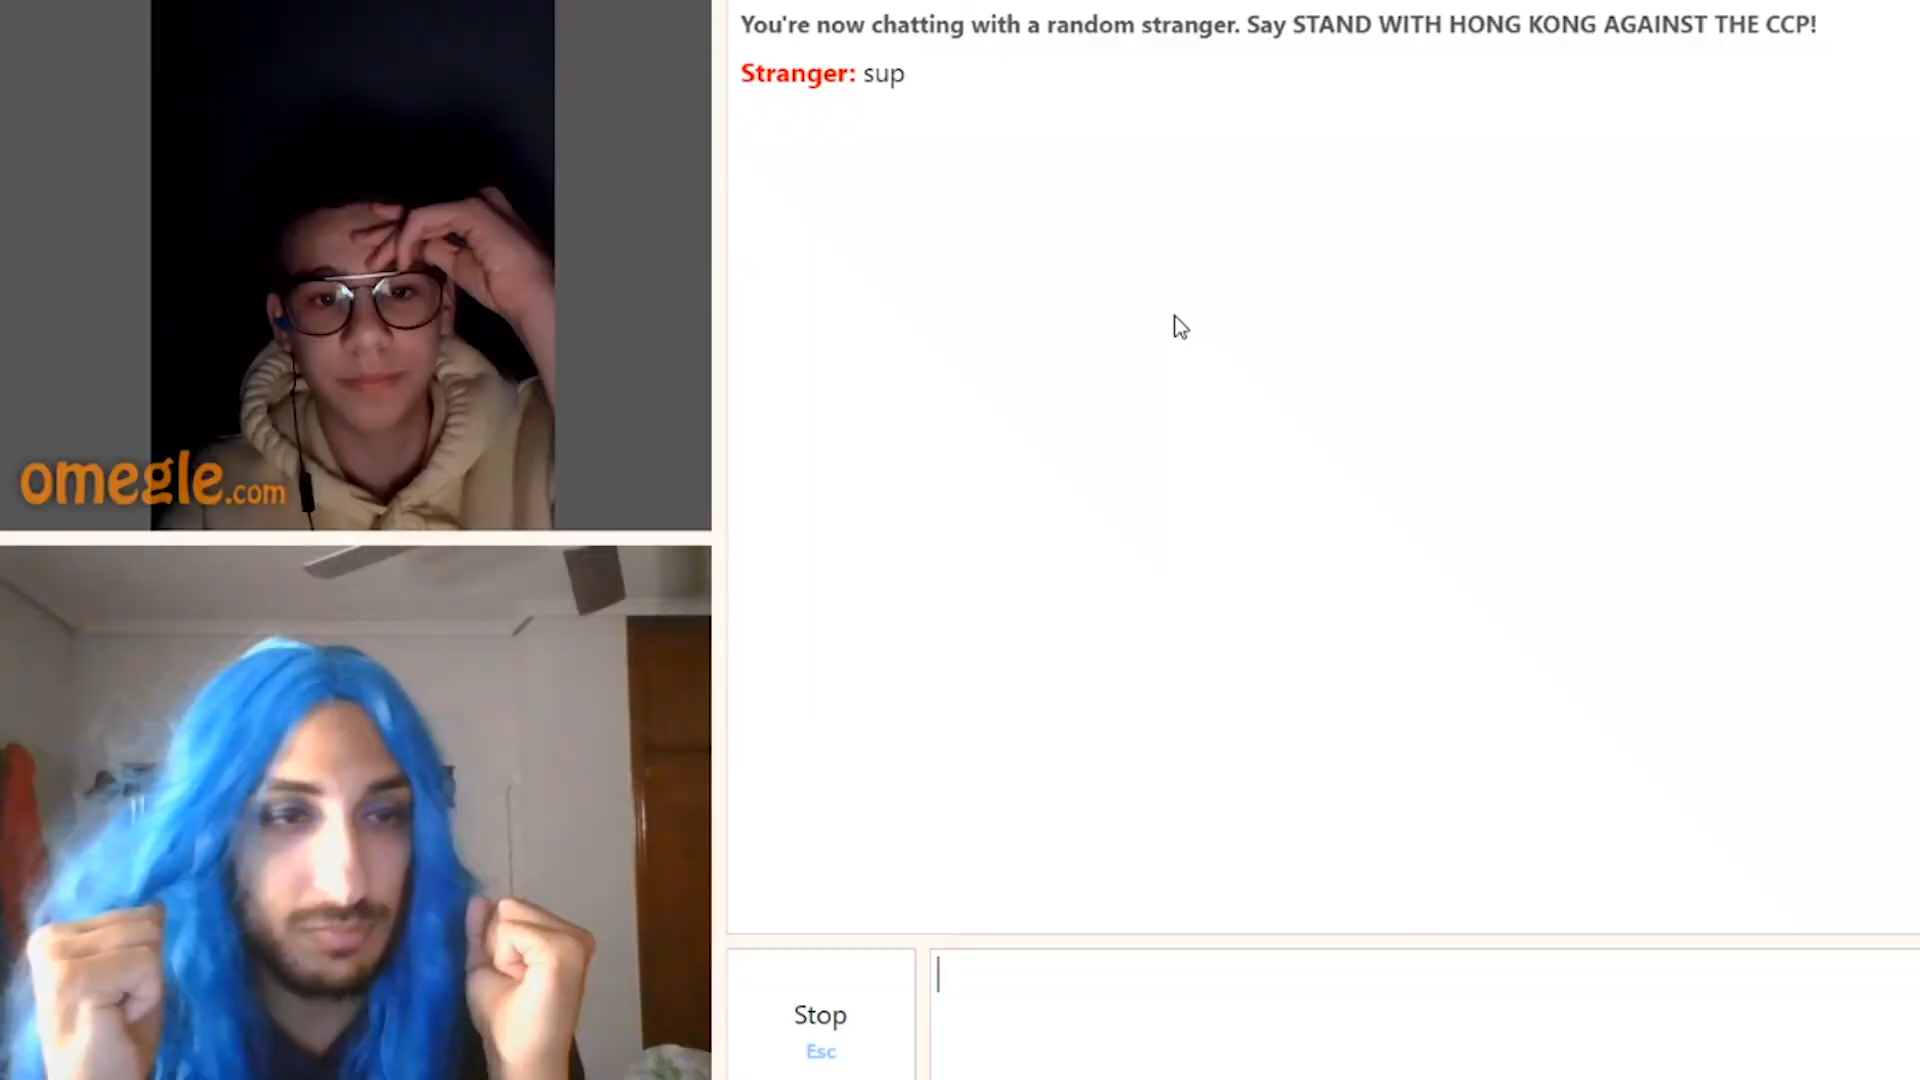 You're now chatting with a random stranger. Say STAND WITH HONG KONG AGAINST THE CCP!
Stranger: sup
omegle.com
Stop
Esc